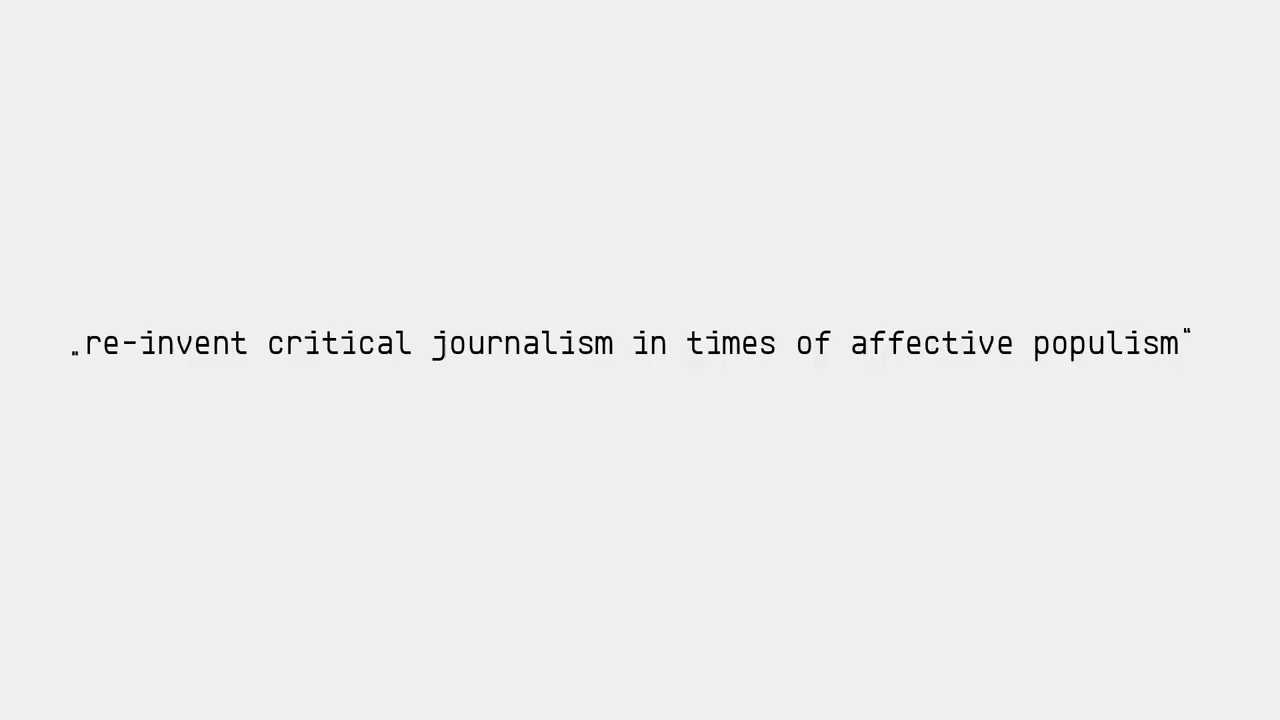 „re-invent critical journalism in times of affective populism“